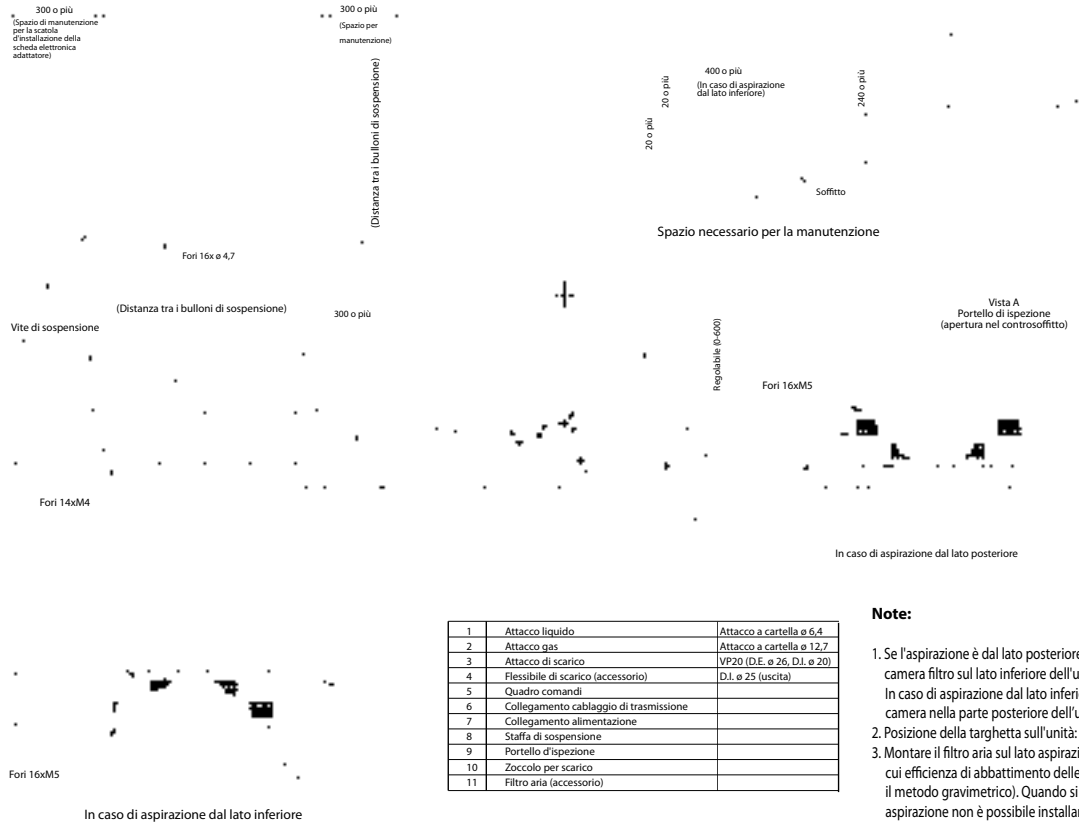 300 o più
(Spazio di manutenzione
per la scatola
d'installazione della
scheda elettronica
adattatore)
300 o più
(Spazio per
manutenzione)
(Distanza tra i bulloni di sospensione)
20 o più
20 o più
400 o più
(In caso di aspirazione
dal lato inferiore)
240 o più
Soffitto
Spazio necessario per la manutenzione
Fori 16x ø 4,7
(Distanza tra i bulloni di sospensione)
300 o più
Vite di sospensione
Regolabile (0-600)
Vista A
Portello di ispezione
(apertura nel controsoffitto)
Fori 16xM5
Fori 14xM4
In caso di aspirazione dal lato posteriore
Fori 16xM5
In caso di aspirazione dal lato inferiore
1 Attacco liquido Attacco a cartella ø 6,4
2 Attacco gas Attacco a cartella ø 12,7
3 Attacco di scarico VP20 (D.E. ø 26, D.I. ø 20)
4 Flessibile di scarico (accessorio) D.I. ø 25 (uscita)
5 Quadro comandi
6 Collegamento cablaggio di trasmissione
7 Collegamento alimentazione
8 Staffa di sospensione
9 Portello d'ispezione
10 Zoccolo per scarico
11 Filtro aria (accessorio)
Note:
1. Se l'aspirazione è dal lato posteriore
camera filtro sul lato inferiore dell'u
In caso di aspirazione dal lato inferi
camera nella parte posteriore dell'u
2. Posizione della targhetta sull'unità:
3. Montare il filtro aria sul lato aspirazi
cui efficienza di abbattimento delle
il metodo gravimetrico). Quando si
aspirazione non è possibile installar